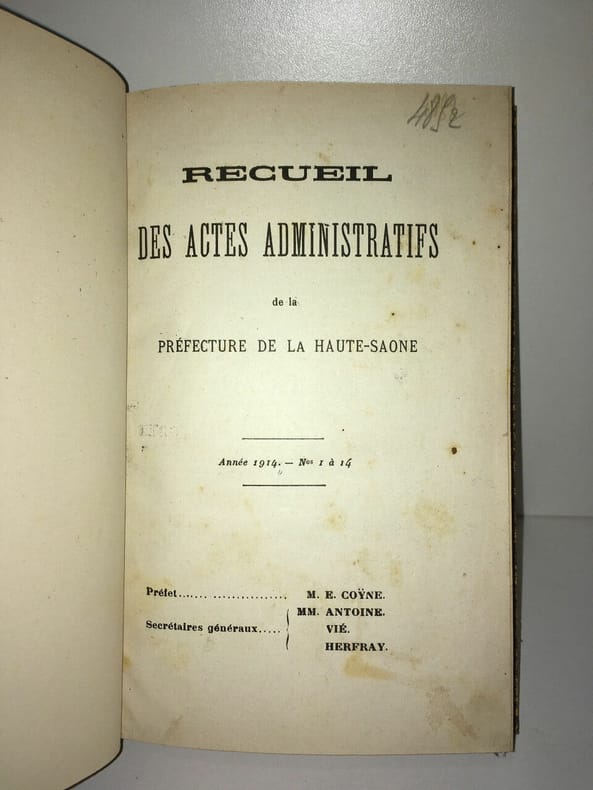 RECUEIL
DES ACTES ADMINISTRATIFS
de la
PRÉFECTURE DE LA HAUTE-SAONE
Année 1914. — Nos 1 à 14
Préfet....... ...................... M. E. COŸNE.
MM. ANTOINE.
Secrétaires généraux..... VIÉ.
HERFRAY.